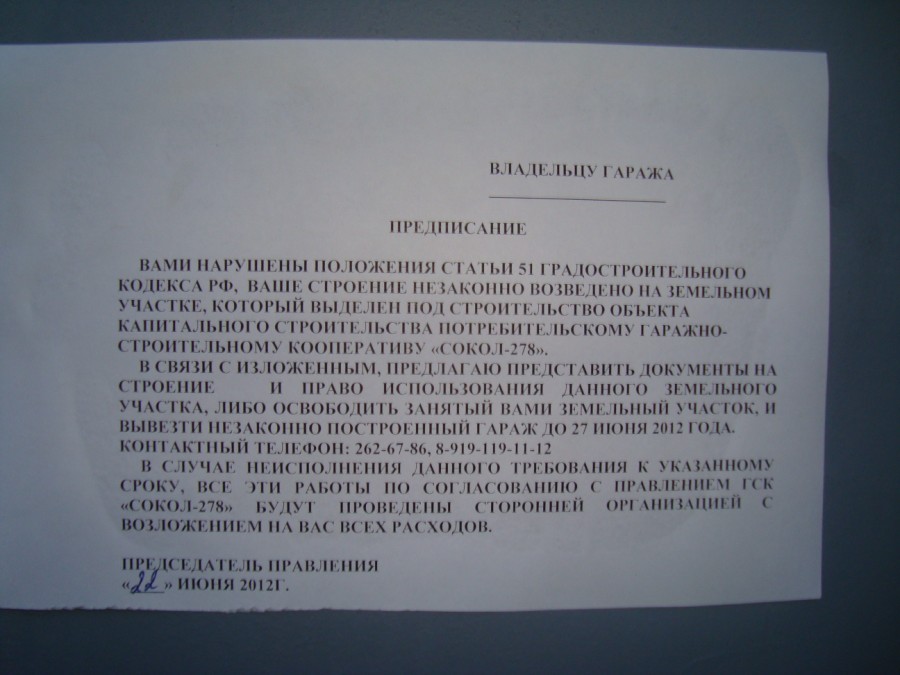 ВЛАДЕЛЬЦУ ГАРАЖА
ПРЕДПИСАНИЕ
ВАМИ НАРУШЕНЫ ПОЛОЖЕНИЯ СТАТЬИ 51 ГРАДОСТРОИТЕЛЬНОГО
КОДЕКСА РФ, ВАШЕ СТРОЕНИЕ НЕЗАКОННО ВОЗВЕДЕНО НА ЗЕМЕЛЬНОМ
УЧАСТКЕ, КОТОРЫЙ ВЫДЕЛЕН ПОД СТРОИТЕЛЬСТВО ОБЪЕКТА
КАПИТАЛЬНОГО СТРОИТЕЛЬСТВА ПОТРЕБИТЕЛЬСКОМУ ГАРАЖНО-
СТРОИТЕЛЬНОМУ КООПЕРАТИВУ «СОКОЛ-278».
В СВЯЗИ С ИЗЛОЖЕННЫМ, ПРЕДЛАГАЮ ПРЕДСТАВИТЬ ДОКУМЕНТЫ НА
СТРОЕНИЕ И ПРАВО ИСПОЛЬЗОВАНИЯ ДАННОГО ЗЕМЕЛЬНОГО
УЧАСТКА, ЛИБО ОСВОБОДИТЬ ЗАНЯТЫЙ ВАМИ ЗЕМЕЛЬНЫЙ УЧАСТОК, И
ВЫВЕЗТИ НЕЗАКОННО ПОСТРОЕННЫЙ ГАРАЖ ДО 27 ИЮНЯ 2012 ГОДА.
КОНТАКТНЫЙ ТЕЛЕФОН: 262-67-86, 8-919-119-11-12
В СЛУЧАЕ НЕИСПОЛНЕНИЯ ДАННОГО ТРЕБОВАНИЯ К УКАЗАННОМУ
СРОКУ, ВСЕ ЭТИ РАБОТЫ ПО СОГЛАСОВАНИЮ С ПРАВЛЕНИЕМ ГСК
«СОКОЛ-278» БУДУТ ПРОВЕДЕНЫ СТОРОННЕЙ ОРГАНИЗАЦИЕЙ С
ВОЗЛОЖЕНИЕМ НА ВАС ВСЕХ РАСХОДОВ.
ПРЕДСЕДАТЕЛЬ ПРАВЛЕНИЯ
«22» ИЮНЯ 2012Г.